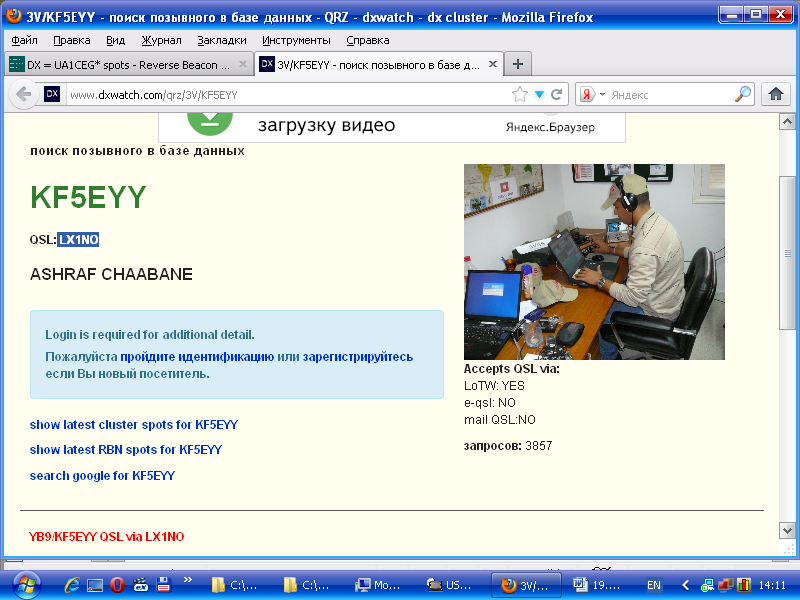 3V/KF5EYY - поиск позывного в базе данных - QRZ - dxwatch - dx cluster - Mozilla Firefox
Файл Правка Вид Журнал Закладки Инструменты Справка
DX = UA1CEG* spots - Reverse Beacon ...
DX 3V/KF5EYY - поиск позывного в базе д...
DX www.dxwatch.com/qrz/3V/KF5EYY
Я Яндекс
загрузку видео
Яндекс.Браузер
поиск позывного в базе данных
KF5EYY
QSL:LX1NO
ASHRAF CHAABANE
Login is required for additional detail.
Пожалуйста пройдите идентификацию или зарегистрируйтесь
если Вы новый посетитель.
show latest cluster spots for KF5EYY
show latest RBN spots for KF5EYY
search google for KF5EYY
Accepts QSL via:
LoTW: YES
e-qsl: NO
mail QSL:NO
запросов: 3857
YB9/KF5EYY QSL via LX1NO
C:\... C:\... Mo... US... 3V/... 19.... EN 14:11